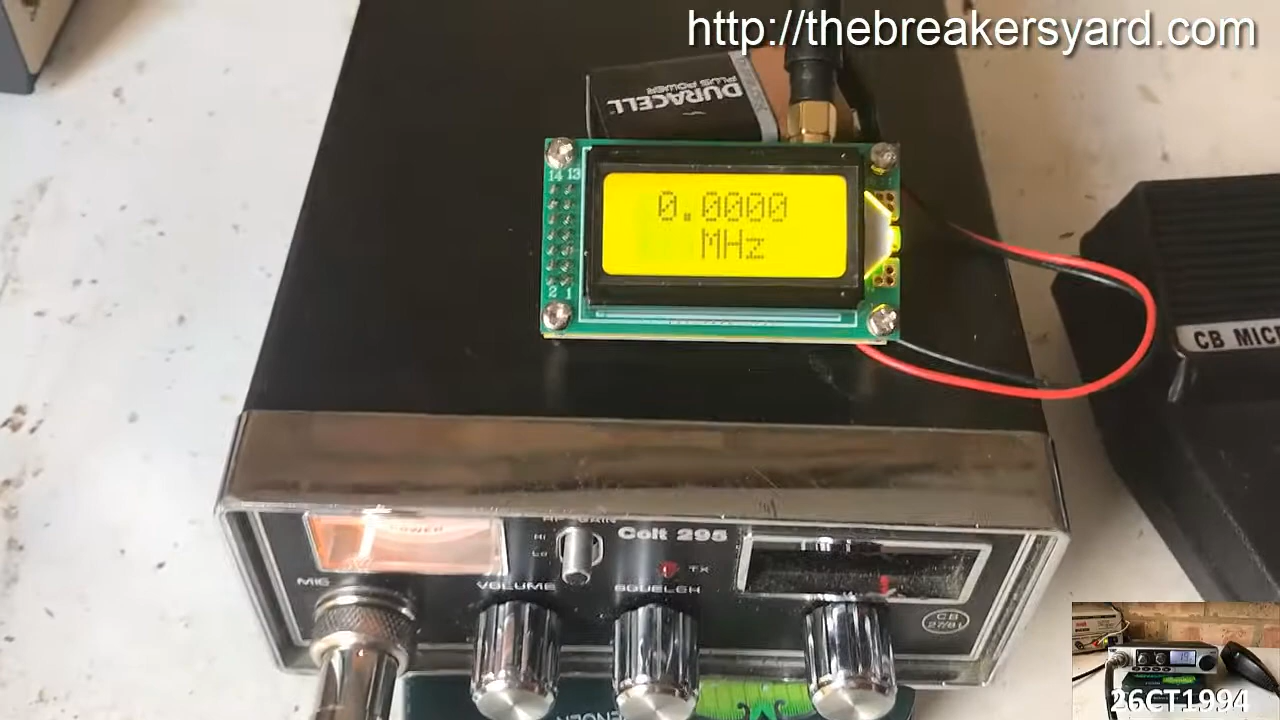 http://thebreakersyard.com
DURACELL
PLUS POWER
14 13
0.0000
MHz
2 1
CB MIC
POWER
RF GAIN
HI
LO
Colt 295
TX
MIC
VOLUME
SQUELCH
CB
27/81
26CT1994